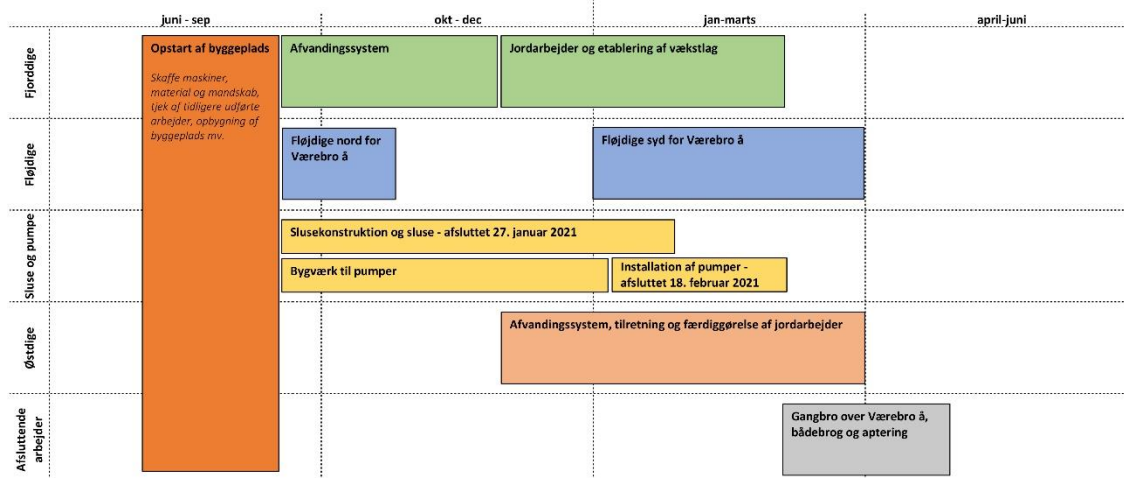 juni - sep
okt - dec
jan-marts
april-juni
Fjorddige
Opstart af byggeplads
Skaffe maskiner,
material og mandskab,
tjek af tidligere udførte
arbejder, opbygning af
byggeplads mv.
Afvandingssystem
Jordarbejder og etablering af vækstlag
Fløjdige
Fløjdige nord for
Værebro å
Fløjdige syd for Værebro å
Sluse og pumpe
Slusekonstruktion og sluse - afsluttet 27. januar 2021
Bygværk til pumper
Installation af pumper -
afsluttet 18. februar 2021
Østdige
Afvandingssystem, tilretning og færdiggørelse af jordarbejder
Afsluttende
arbejder
Gangbro over Værebro å,
bådebrog og aptering